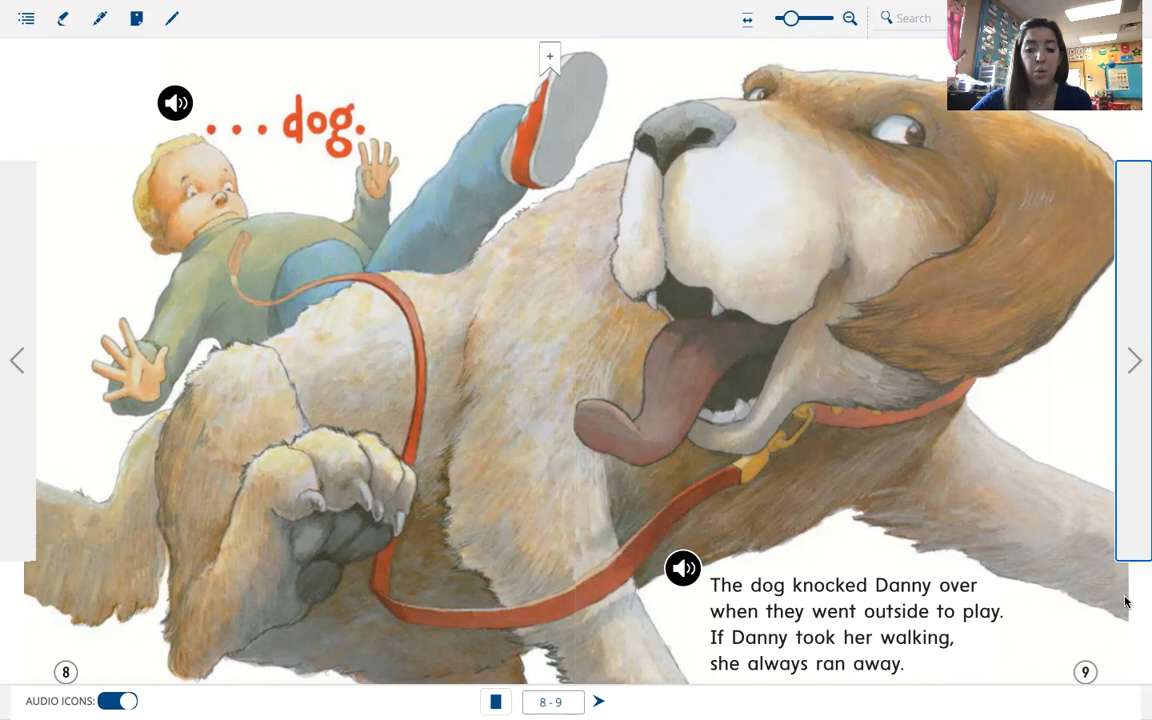 Search
. . . dog.
The dog knocked Danny over
when they went outside to play.
If Danny took her walking,
she always ran away.
8
9
AUDIO ICONS:
8 - 9